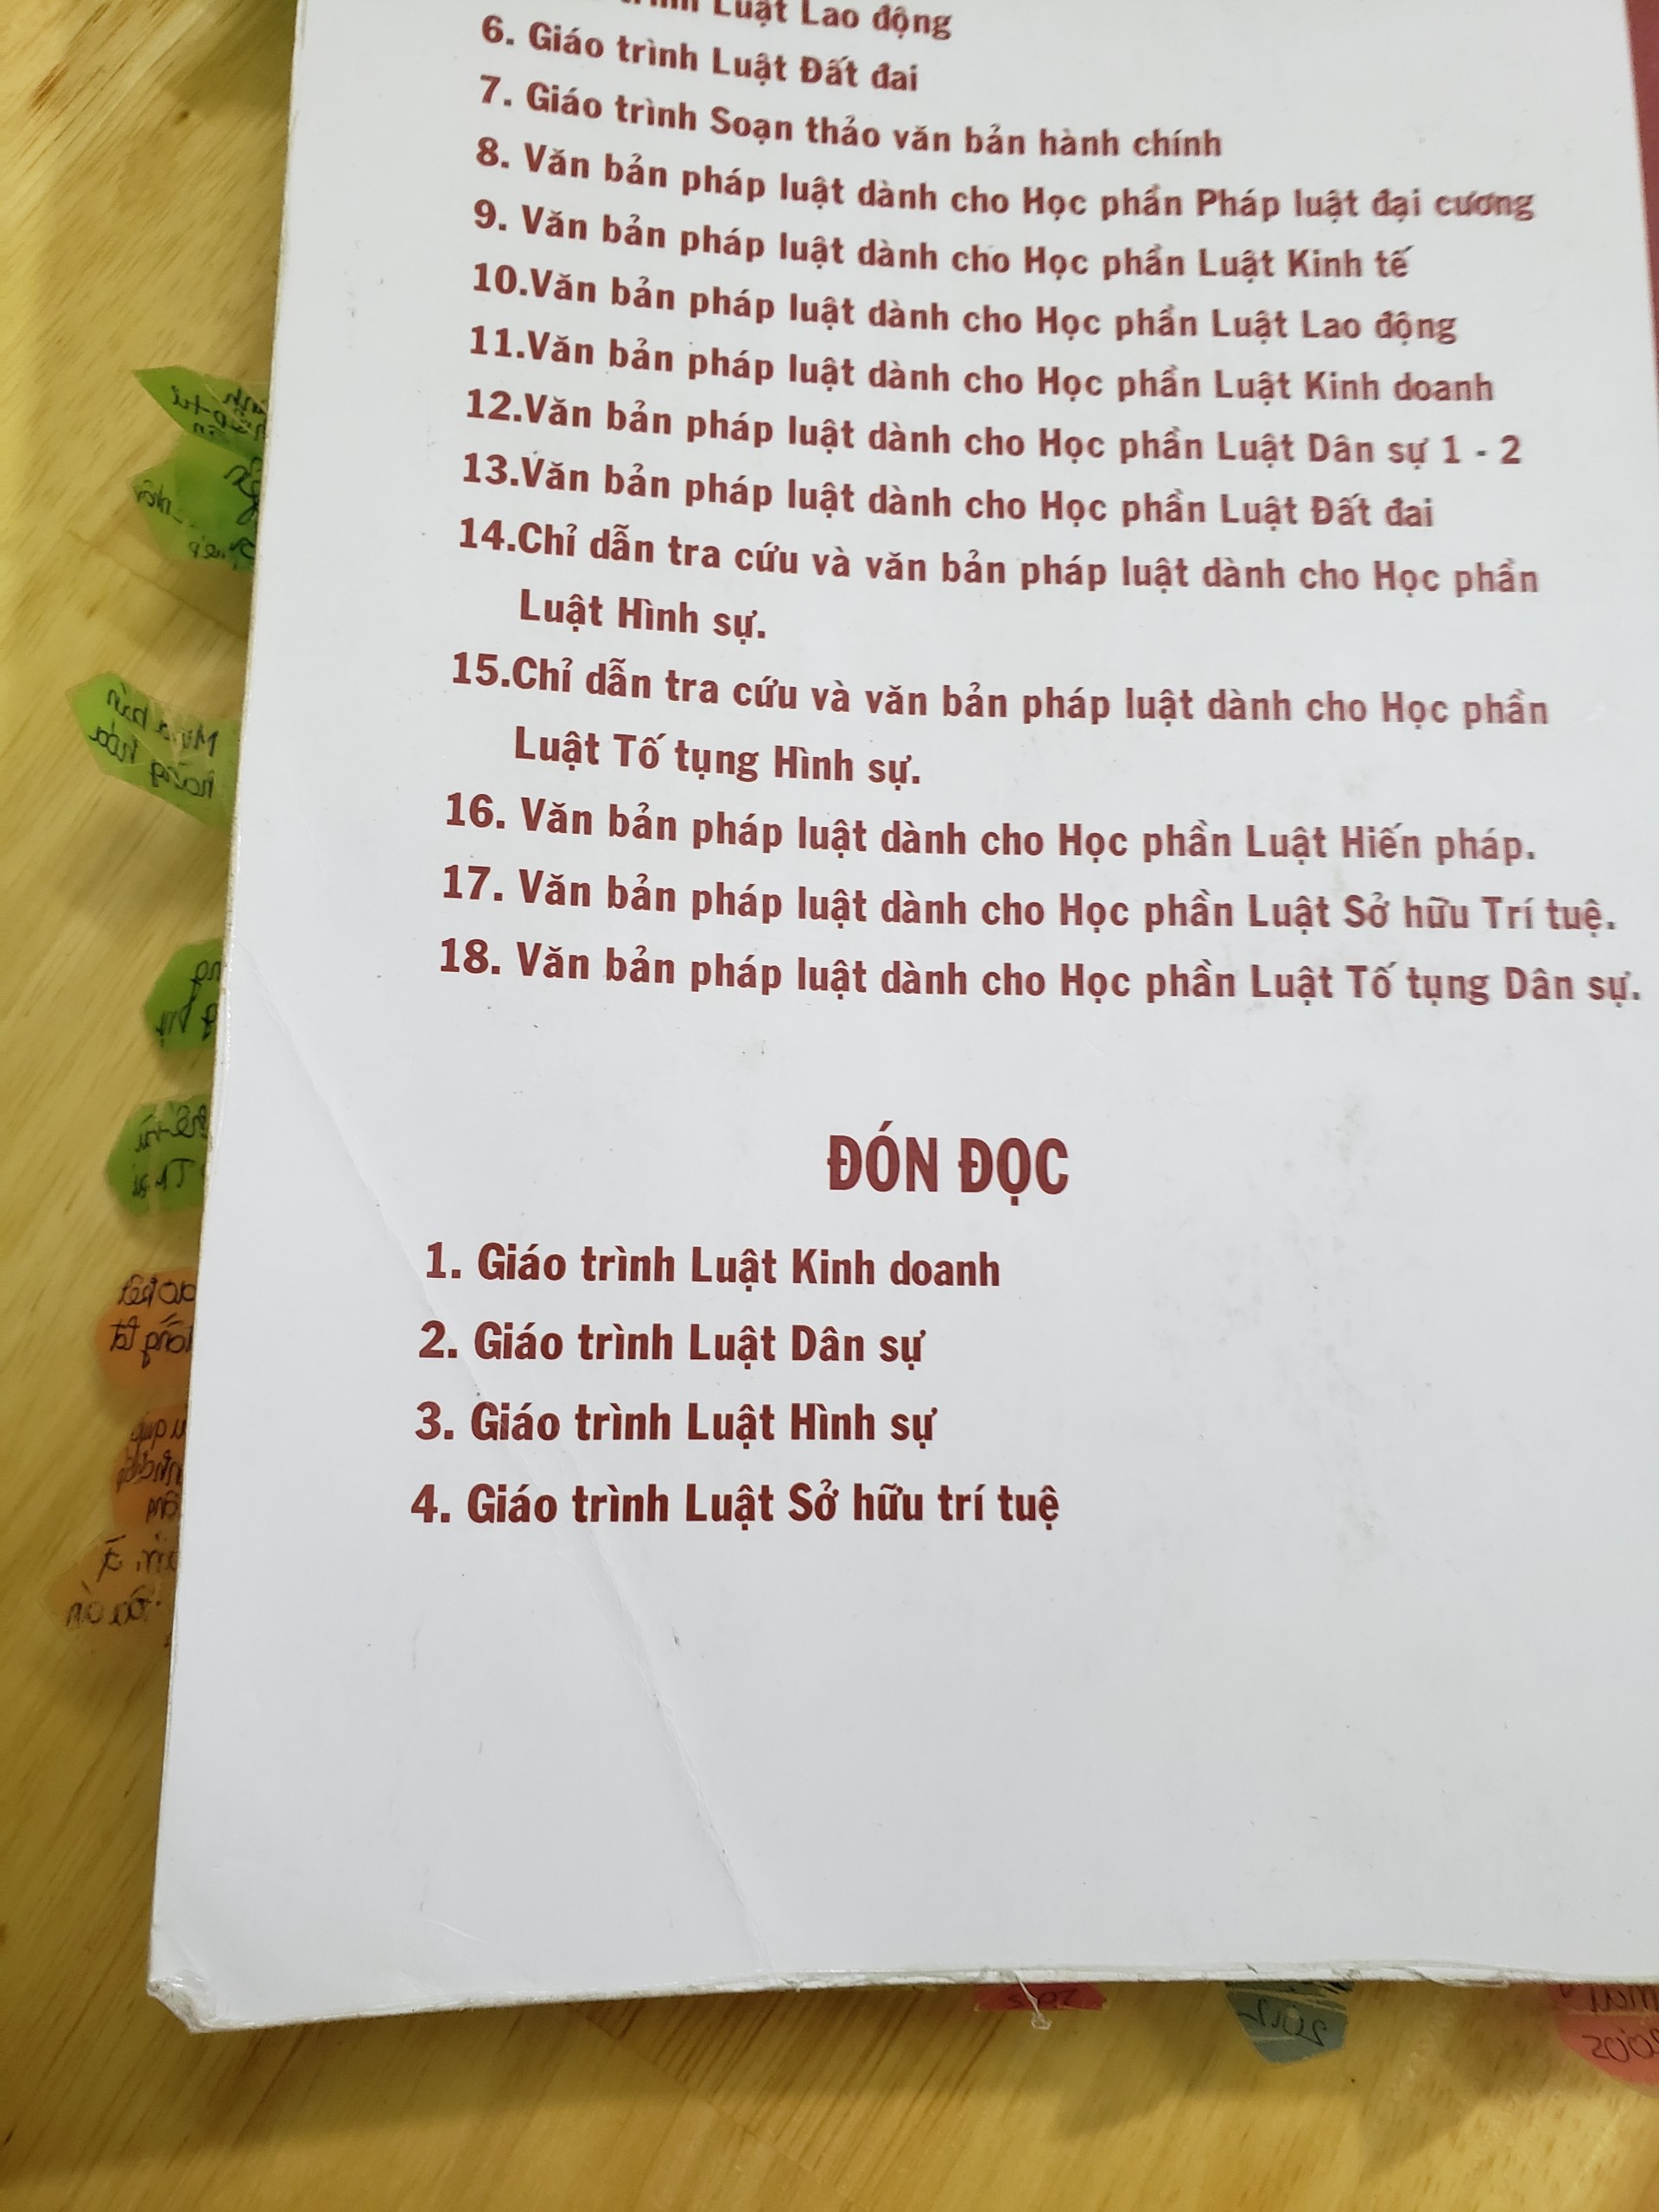 Luật Lao động
6. Giáo trình Luật Đất đai
7. Giáo trình Soạn thảo văn bản hành chính
8. Văn bản pháp luật dành cho Học phần Pháp luật đại cương
9. Văn bản pháp luật dành cho Học phần Luật Kinh tế
10.Văn bản pháp luật dành cho Học phần Luật Lao động
11.Văn bản pháp luật dành cho Học phần Luật Kinh doanh
12.Văn bản pháp luật dành cho Học phần Luật Dân sự 1 - 2
13.Văn bản pháp luật dành cho Học phần Luật Đất đai
14.Chỉ dẫn tra cứu và văn bản pháp luật dành cho Học phần
Luật Hình sự.
15.Chỉ dẫn tra cứu và văn bản pháp luật dành cho Học phần
Luật Tố tụng Hình sự.
16. Văn bản pháp luật dành cho Học phần Luật Hiến pháp.
17. Văn bản pháp luật dành cho Học phần Luật Sở hữu Trí tuệ.
18. Văn bản pháp luật dành cho Học phần Luật Tố tụng Dân sự.
ĐÓN ĐỌC
1. Giáo trình Luật Kinh doanh
2. Giáo trình Luật Dân sự
3. Giáo trình Luật Hình sự
4. Giáo trình Luật Sở hữu trí tuệ
Mua bán
hàng hóa